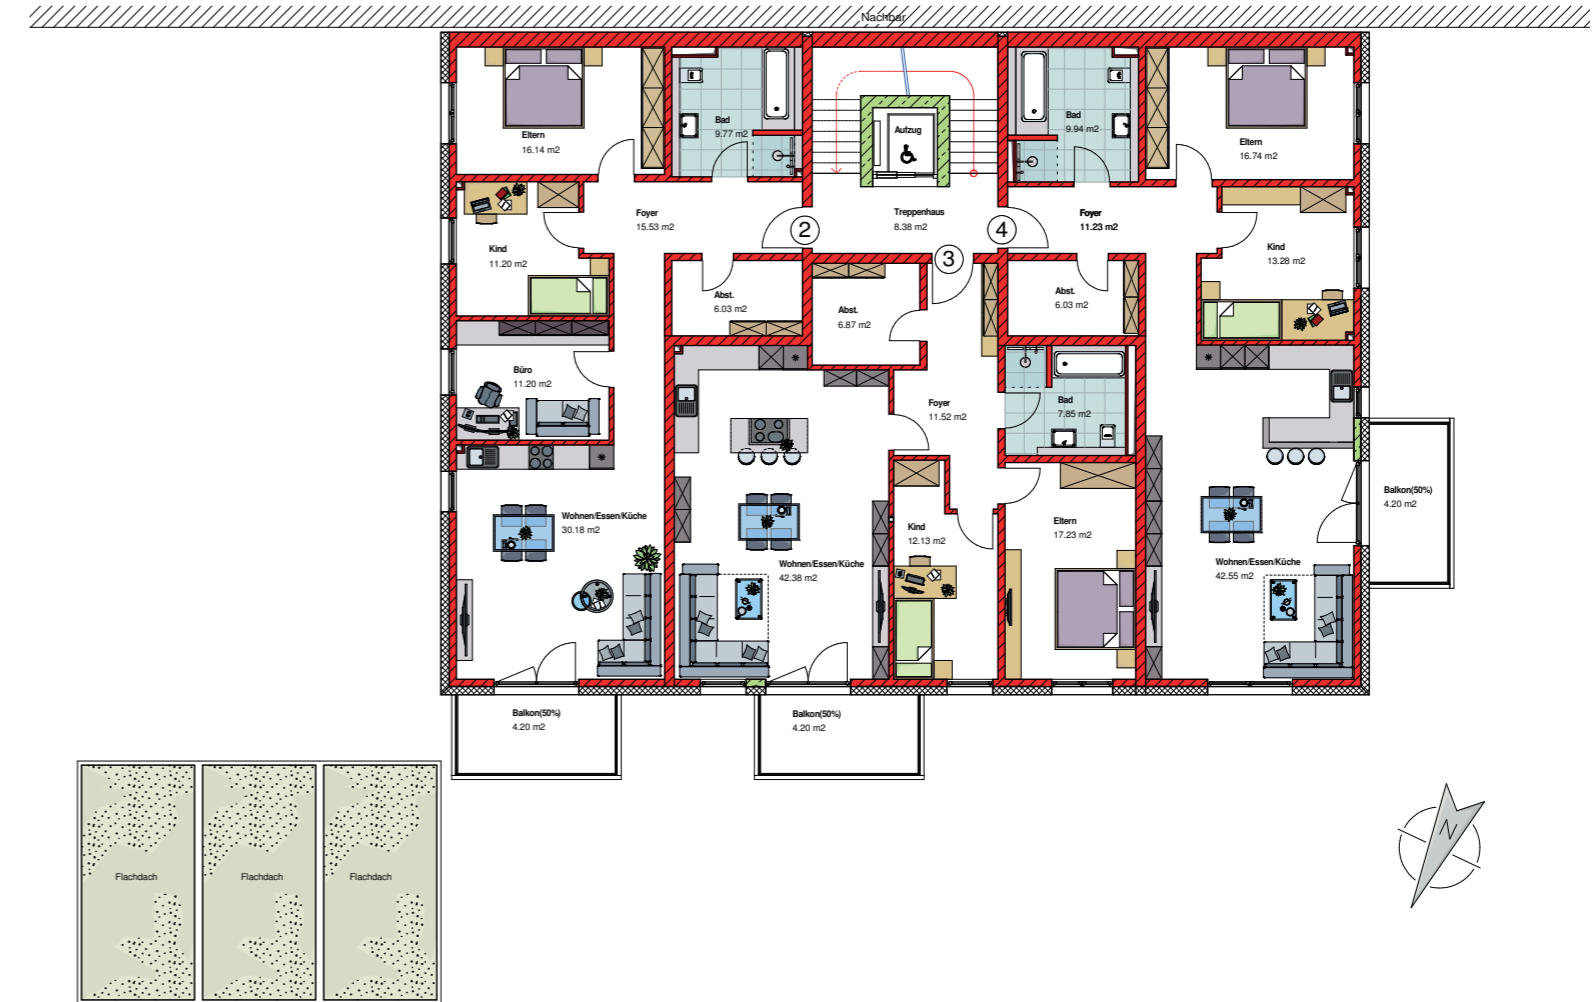 Nachbar
Eltern
16.14 m2
Bad
9.77 m2
Aufzug
Bad
9.94 m2
Eltern
16.74 m2
Foyer
15.53 m2
2
Treppenhaus
8.38 m2
4
Foyer
11.23 m2
Kind
11.20 m2
3
Kind
13.28 m2
Abst.
6.03 m2
Abst.
6.87 m2
Abst.
6.03 m2
Büro
11.20 m2
Foyer
11.52 m2
Bad
7.85 m2
Wohnen/Essen/Küche
30.18 m2
Kind
12.13 m2
Eltern
17.23 m2
Balkon(50%)
4.20 m2
Wohnen/Essen/Küche
42.38 m2
Wohnen/Essen/Küche
42.55 m2
Balkon(50%)
4.20 m2
Balkon(50%)
4.20 m2
Flachdach
Flachdach
Flachdach
N